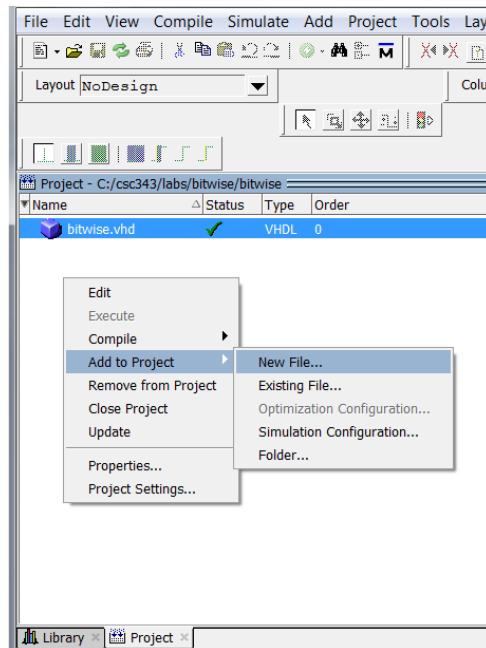 File Edit View Compile Simulate Add Project Tools Lay
Layout NoDesign
Colu
Project - C:/csc343/labs/bitwise/bitwise
Name Status Type Order
bitwise.vhd VHDL 0
Edit
Execute
Compile
Add to Project
Remove from Project
Close Project
Update
Properties...
Project Settings...
New File...
Existing File...
Optimization Configuration...
Simulation Configuration...
Folder...
Library Project